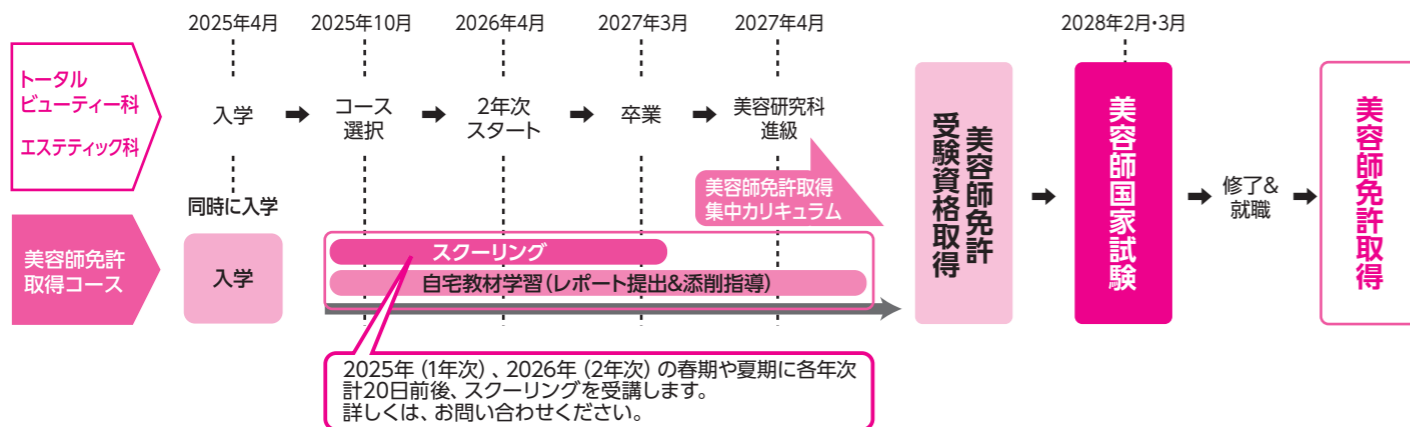 2025年4月
2025年10月
2026年4月
2027年3月
2027年4月
2028年2月・3月
トータル
ビューティー科
エステティック科
入学
コース
選択
2年次
スタート
卒業
美容研究科
進級
美容師免許取得
集中カリキュラム
同時に入学
美容師免許
取得コース
入学
スクーリング
自宅教材学習(レポート提出&添削指導)
2025年(1年次)、2026年(2年次)の春期や夏期に各年次
計20日前後、スクーリングを受講します。
詳しくは、お問い合わせください。
美容師免許
受験資格取得
美容師国家試験
修了&
就職
美容師免許取得